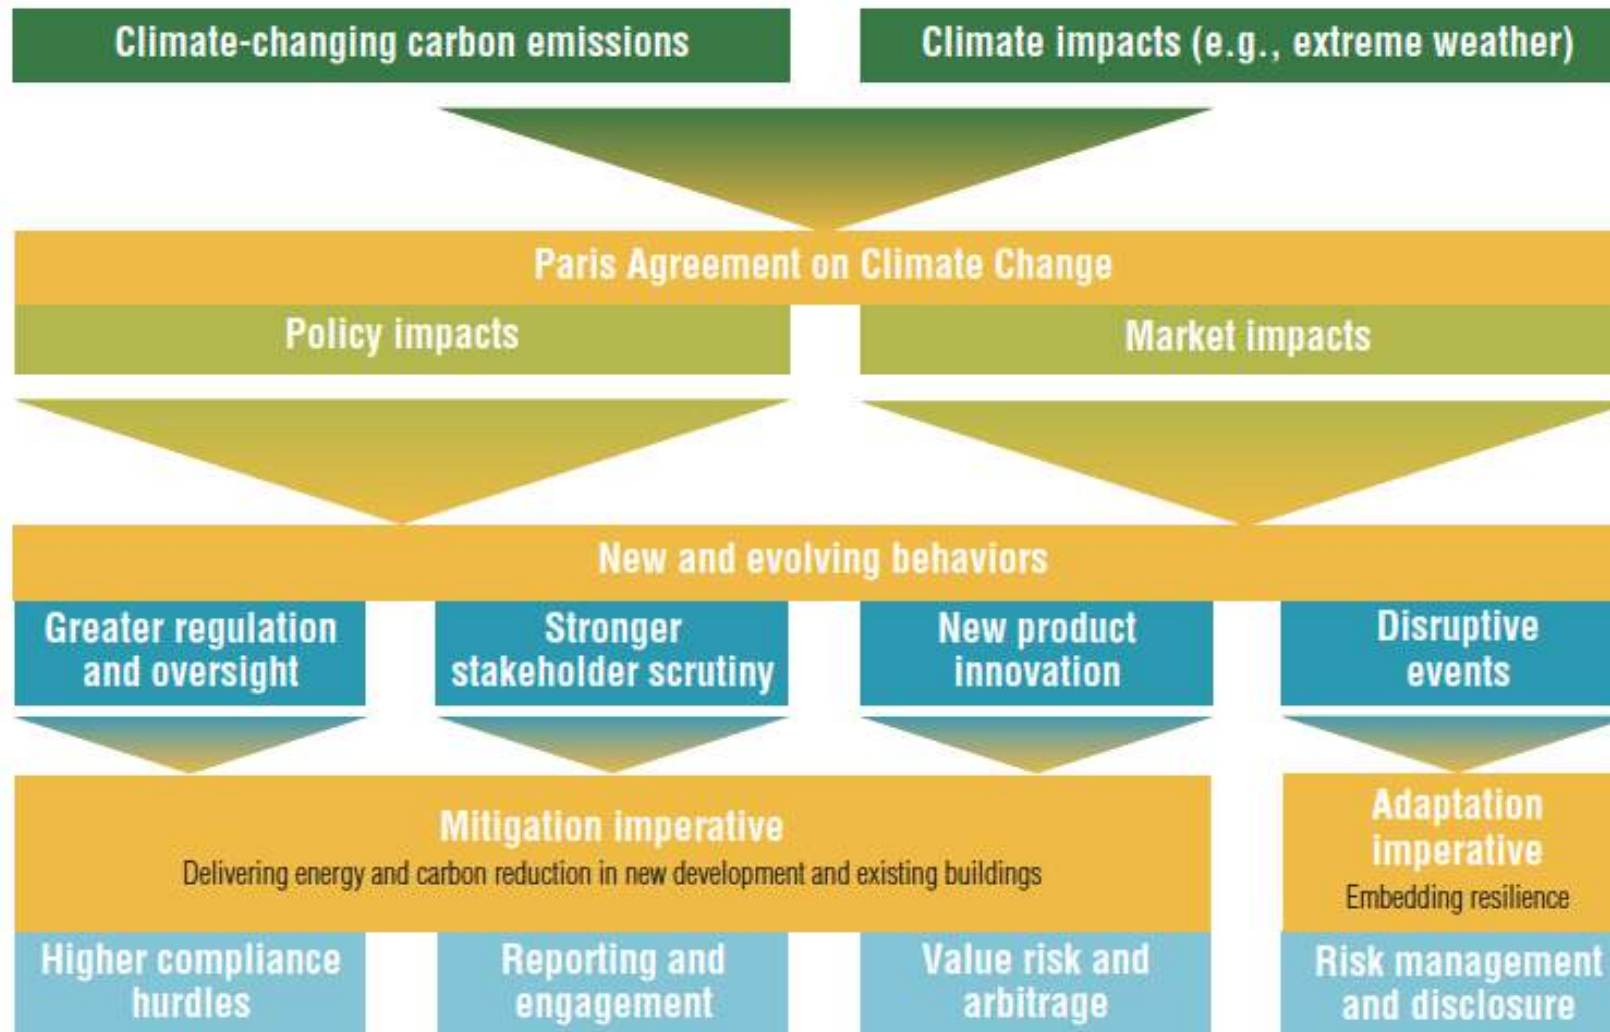 Climate-changing carbon emissions
Climate impacts (e.g., extreme weather)
Paris Agreement on Climate Change
Policy impacts
Market impacts
New and evolving behaviors
Greater regulation
and oversight
Stronger
stakeholder scrutiny
New product
innovation
Disruptive
events
Mitigation imperative
Delivering energy and carbon reduction in new development and existing buildings
Adaptation
imperative
Embedding resilience
Higher compliance
hurdles
Reporting and
engagement
Value risk and
arbitrage
Risk management
and disclosure